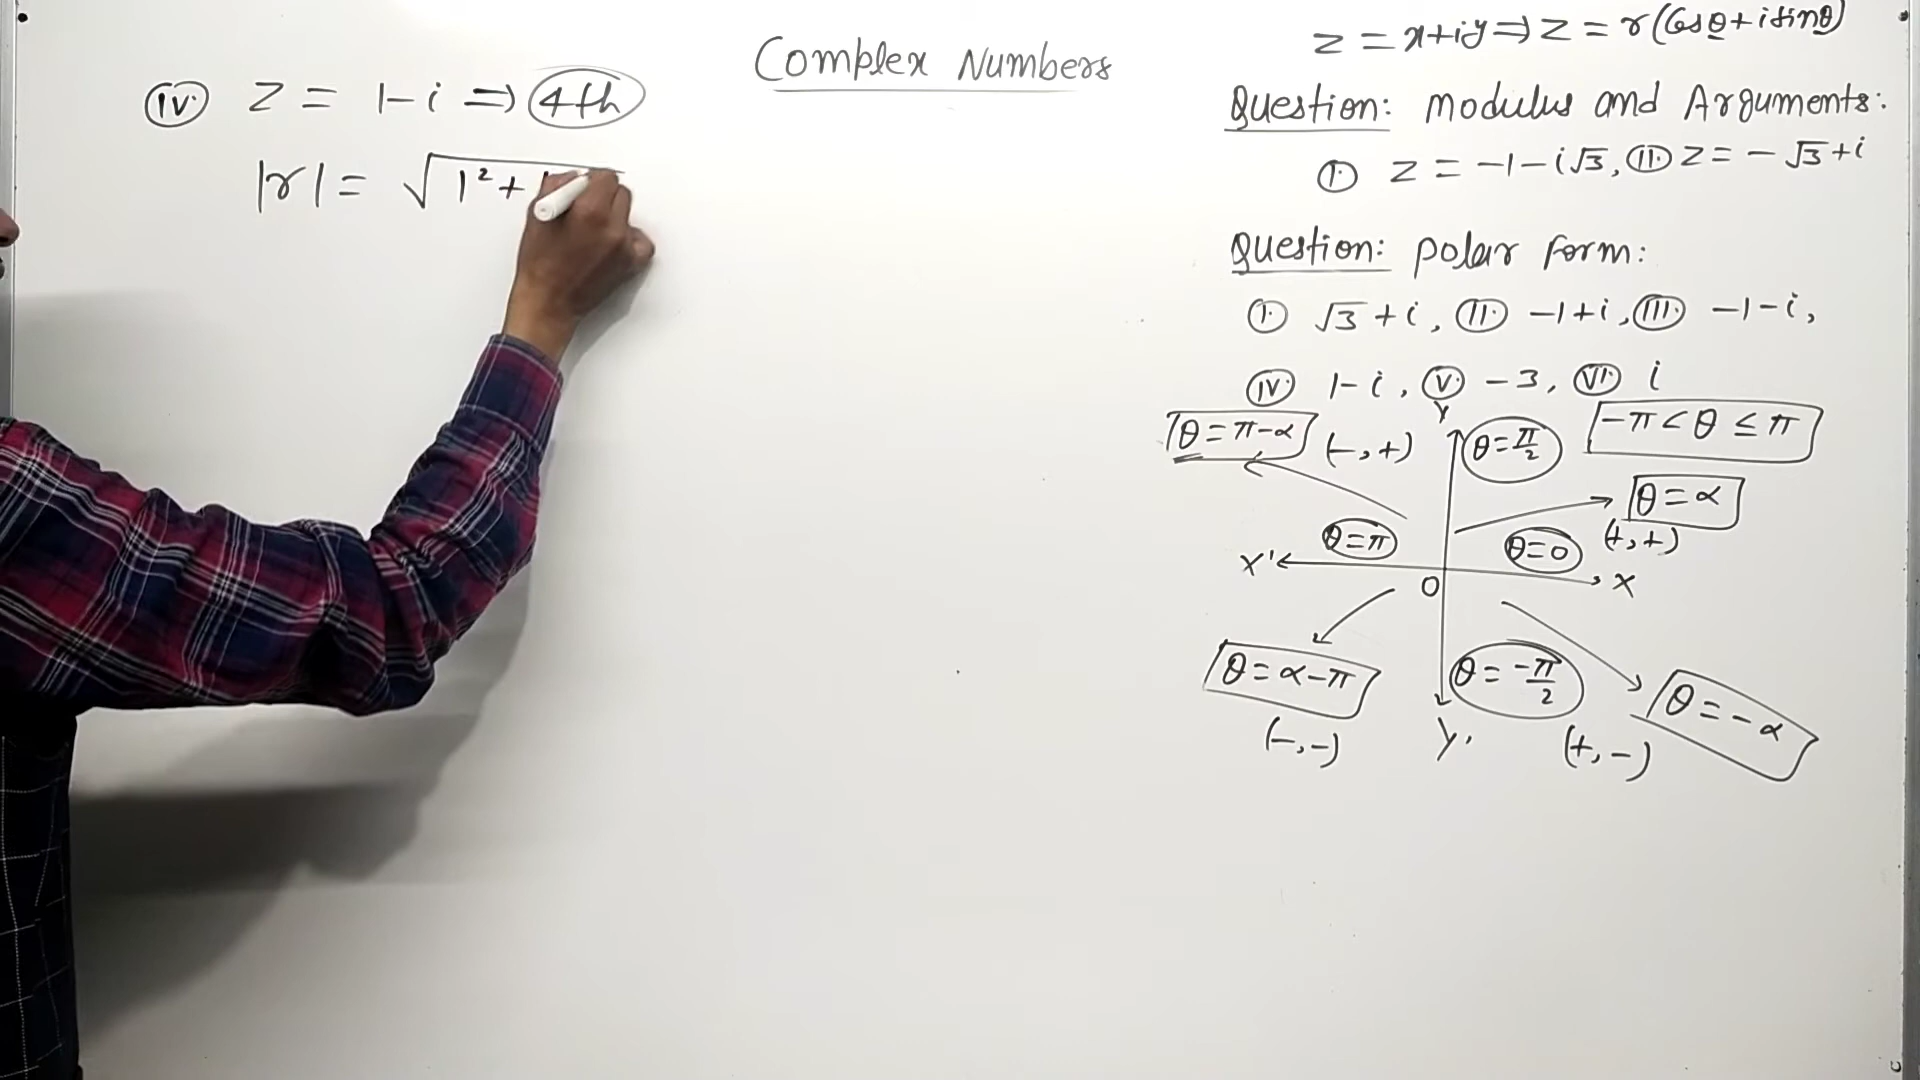 Complex Numbers
(iv) z = 1-i ⇒ 4th
|r| = √1²+
z = x+iy ⇒ z = r(Cosθ+iSinθ)
Question: Modulus and Arguments:
(I) z = -1-i√3, (II) z = -√3+i
Question: polar form:
(I) √3+i, (II) -1+i, (III) -1-i,
(IV) 1-i, (V) -3, (VI) i
-π < θ ≤ π
θ = π-α (-,+) Y θ = π/2
θ = α
(+,+)
θ=π θ=0
X' O X
θ = α-π θ = -π/2 θ = -α
(-,-) Y' (+,-)